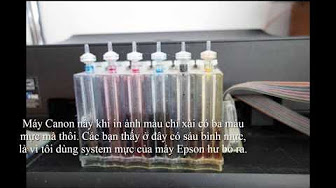 Máy Canon này khi in ảnh màu chỉ xài có ba màu
mực mà thôi. Các bạn thấy ở đây có sáu bình mực,
là vì tôi dùng system mực của máy Epson hư bỏ ra.